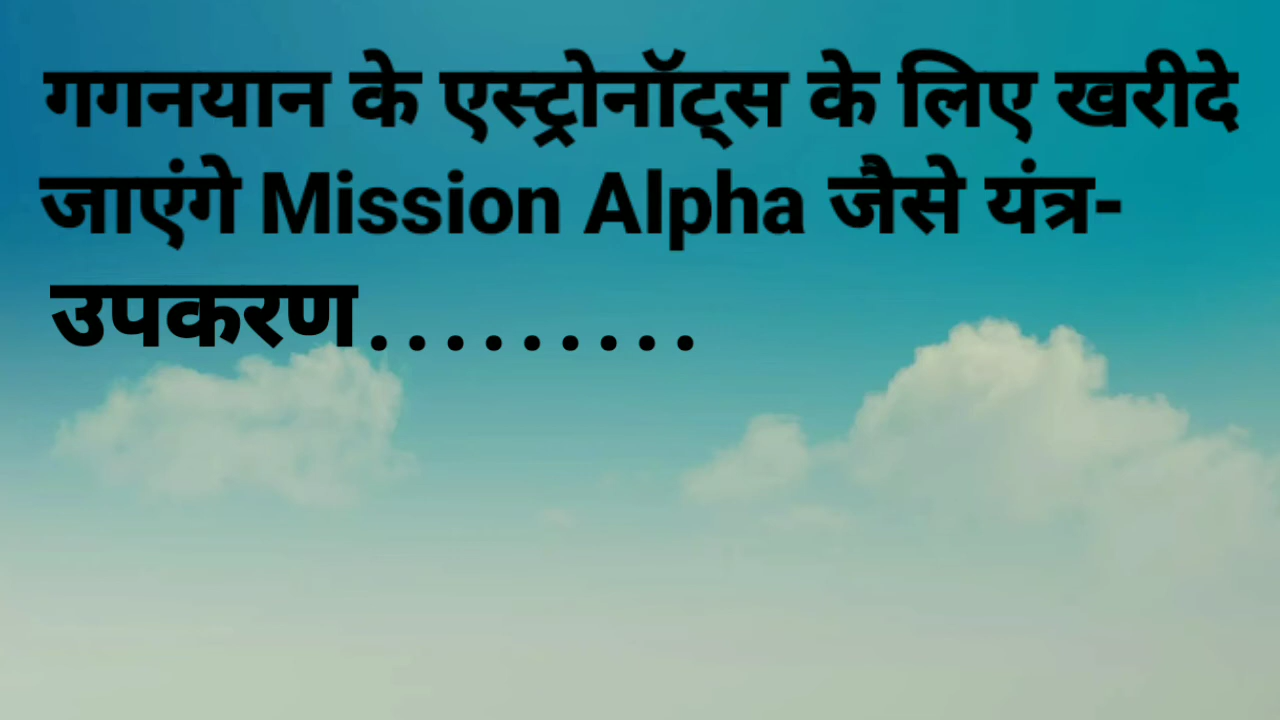 गगनयान के एस्ट्रोनॉट्स के लिए खरीदे
जाएंगे Mission Alpha जैसे यंत्र-
उपकरण.........